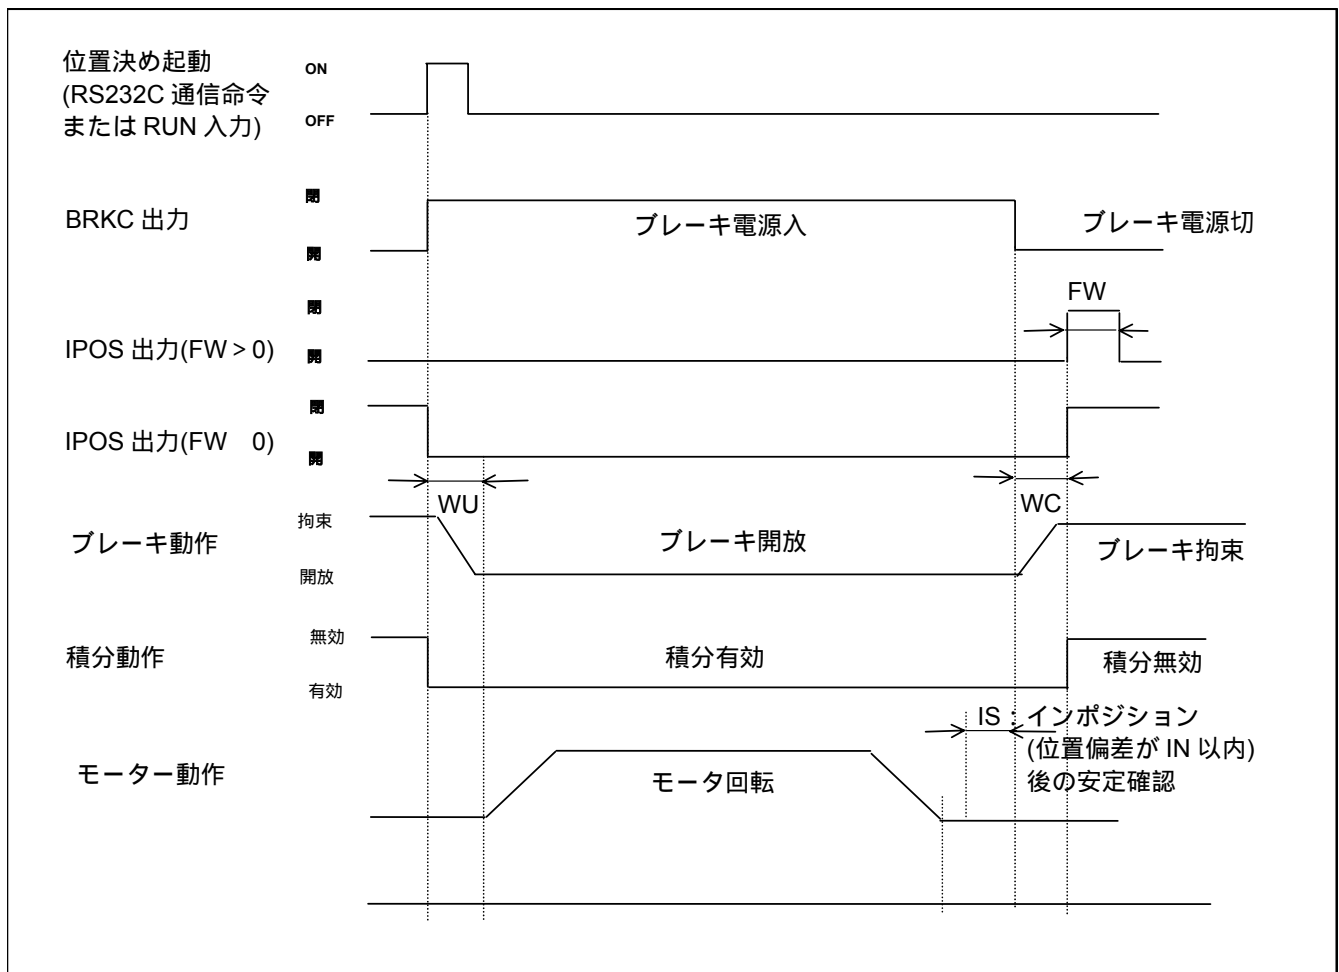 位置決め起動
(RS232C 通信命令
または RUN 入力)
ON
OFF
BRKC 出力
閉
開
ブレーキ電源入
ブレーキ電源切
FW
IPOS 出力(FW > 0)
閉
開
IPOS 出力(FW 0)
閉
開
WU
WC
ブレーキ動作
拘束
開放
ブレーキ開放
ブレーキ拘束
積分動作
無効
有効
積分有効
積分無効
IS:インポジション
(位置偏差が IN 以内)
後の安定確認
モーター動作
モータ回転